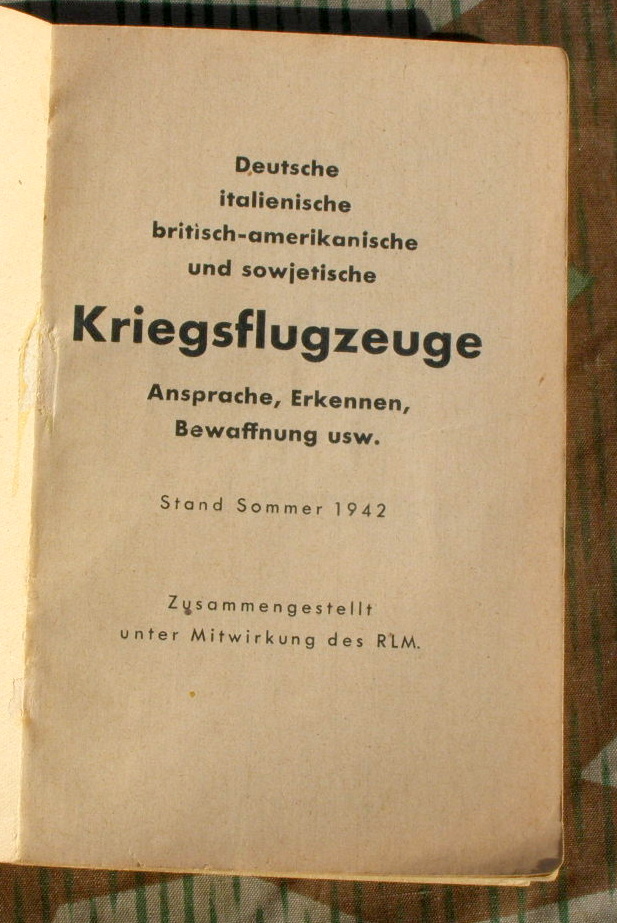 Deutsche
italienische
britisch-amerikanische
und sowjetische
Kriegsflugzeuge
Ansprache, Erkennen,
Bewaffnung usw.
Stand Sommer 1942
Zusammengestellt
unter Mitwirkung des RLM.